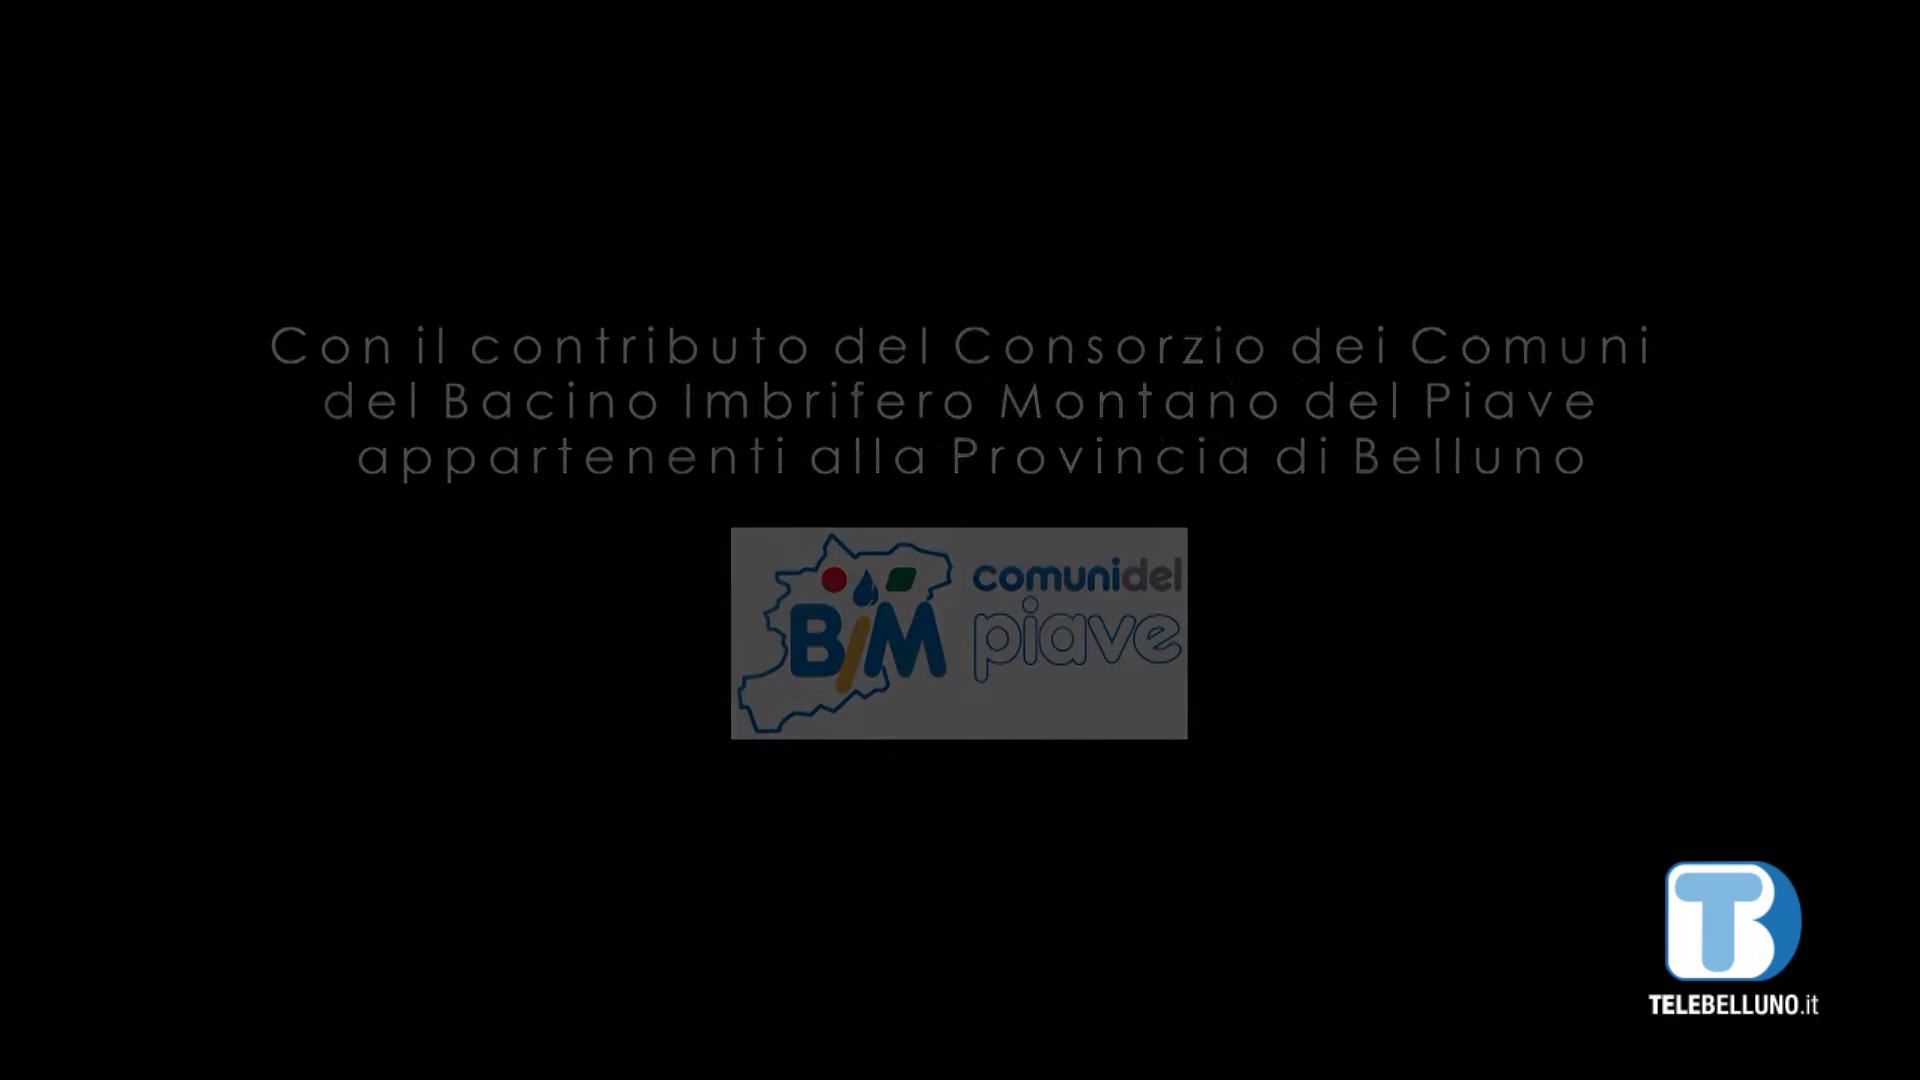 Con il contributo del Consorzio dei Comuni
del Bacino Imbrifero Montano del Piave
appartenenti alla Provincia di Belluno
BiM
comunidel
piave
TB
TELEBELLUNO.it